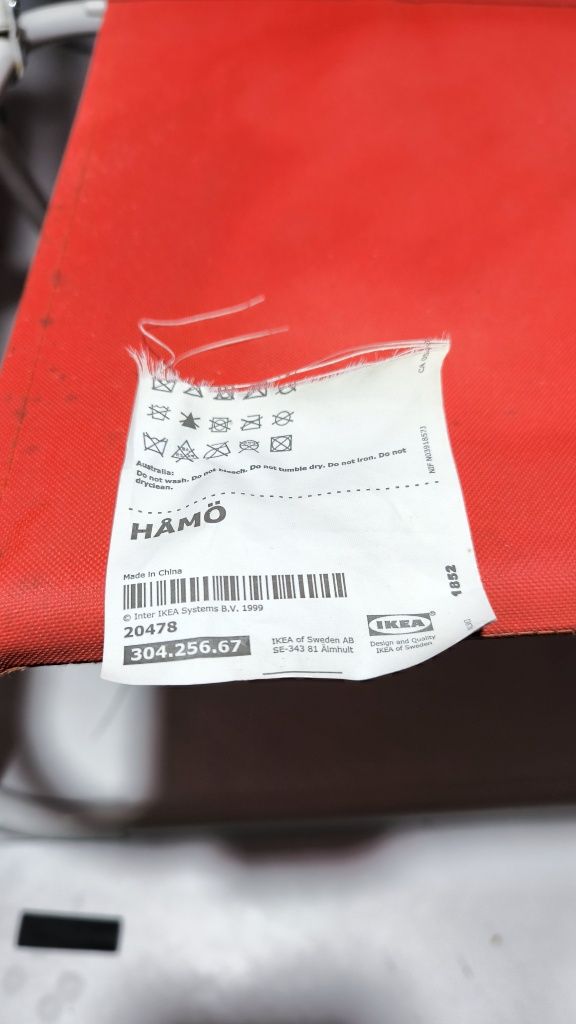 Australia:
Do not wash. Do not bleach. Do not tumble dry. Do not iron. Do not
dryclean.
HÅMÖ
Made in China
© Inter IKEA Systems B.V. 1999
20478
304.256.67
IKEA of Sweden AB
SE-343 81 Älmhult
IKEA®
Design and Quality
IKEA of Sweden
1852
NIF N0391857J